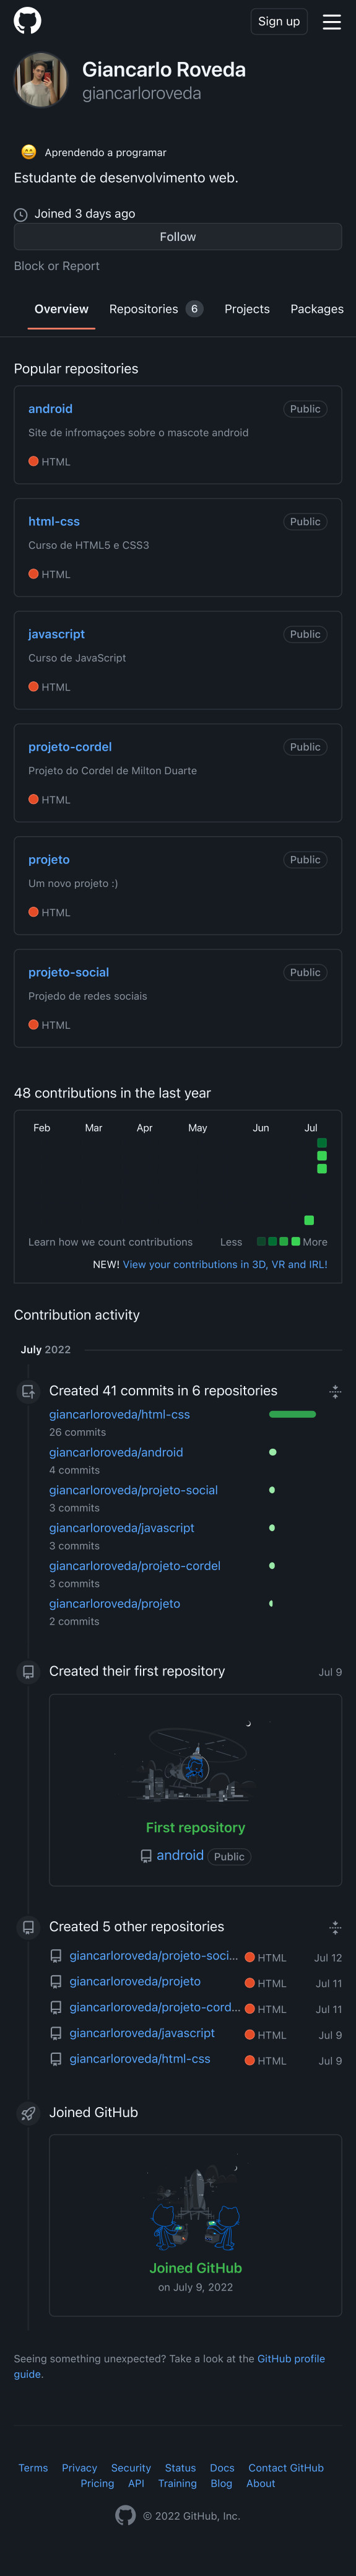 Sign up
Giancarlo Roveda
giancarloroveda
😄 Aprendendo a programar
Estudante de desenvolvimento web.
Joined 3 days ago
Follow
Block or Report
Overview Repositories 6 Projects Packages
Popular repositories
android Public
Site de infromaçoes sobre o mascote android
HTML
html-css Public
Curso de HTML5 e CSS3
HTML
javascript Public
Curso de JavaScript
HTML
projeto-cordel Public
Projeto do Cordel de Milton Duarte
HTML
projeto Public
Um novo projeto :)
HTML
projeto-social Public
Projedo de redes sociais
HTML
48 contributions in the last year
Feb Mar Apr May Jun Jul
Learn how we count contributions Less More
NEW! View your contributions in 3D, VR and IRL!
Contribution activity
July 2022
Created 41 commits in 6 repositories
giancarloroveda/html-css
26 commits
giancarloroveda/android
4 commits
giancarloroveda/projeto-social
3 commits
giancarloroveda/javascript
3 commits
giancarloroveda/projeto-cordel
3 commits
giancarloroveda/projeto
2 commits
Created their first repository Jul 9
First repository
android Public
Created 5 other repositories
giancarloroveda/projeto-soci... HTML Jul 12
giancarloroveda/projeto HTML Jul 11
giancarloroveda/projeto-cord... HTML Jul 11
giancarloroveda/javascript HTML Jul 9
giancarloroveda/html-css HTML Jul 9
Joined GitHub
Joined GitHub
on July 9, 2022
Seeing something unexpected? Take a look at the GitHub profile
guide.
Terms Privacy Security Status Docs Contact GitHub
Pricing API Training Blog About
© 2022 GitHub, Inc.